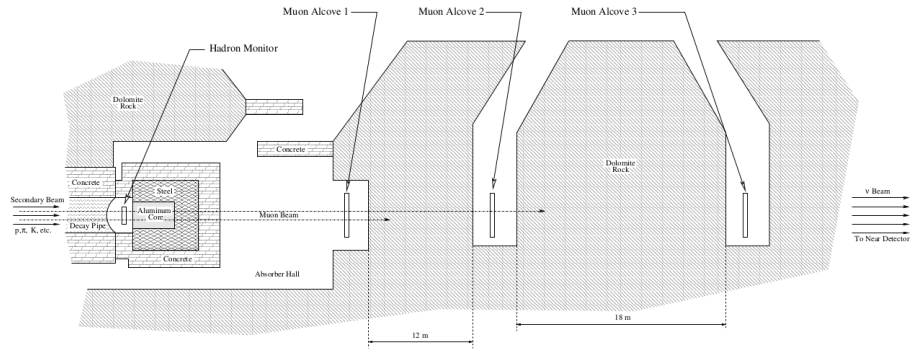 Muon Alcove 1
Muon Alcove 2
Muon Alcove 3
Hadron Monitor
Dolomite
Rock
Concrete
Concrete
Steel
Secondary Beam
Aluminum
Core
Muon Beam
Decay Pipe
p,π, K, etc.
Concrete
Absorber Hall
Dolomite
Rock
ν Beam
To Near Detector
12 m
18 m